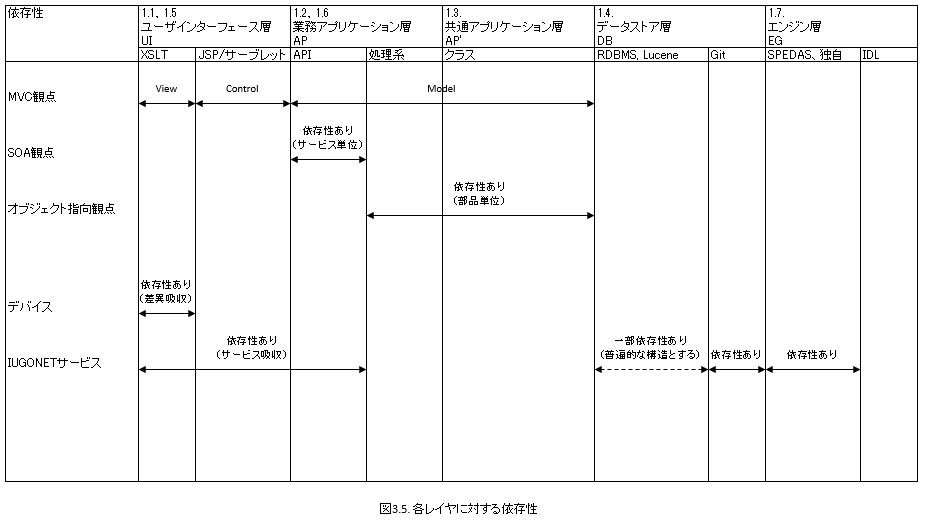 依存性
1.1、1.5
ユーザインターフェース層
UI
1.2、1.6
業務アプリケーション層
AP
1.3.
共通アプリケーション層
AP'
1.4.
データストア層
DB
1.7.
エンジン層
EG
XSLT
JSP/サーブレット
API
処理系
クラス
RDBMS, Lucene
Git
SPEDAS、独自
IDL
MVC観点
View
Control
Model
SOA観点
依存性あり
(サービス単位)
オブジェクト指向観点
依存性あり
(部品単位)
デバイス
依存性あり
(差異吸収)
IUGONETサービス
依存性あり
(サービス吸収)
一部依存性あり
(普遍的な構造とする)
依存性あり
依存性あり
図3.5. 各レイヤに対する依存性